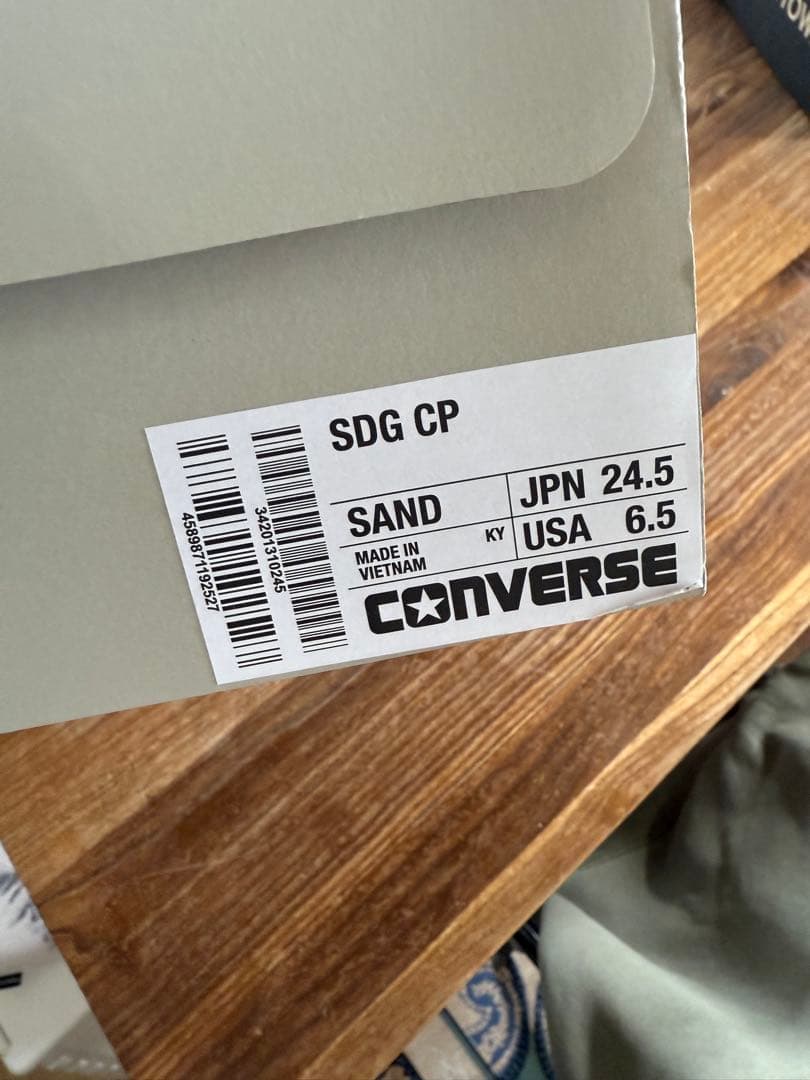 SDG CP
SAND
JPN 24.5
MADE IN
VIETNAM
KY
USA 6.5
CONVERSE
4589871192527
34201310245